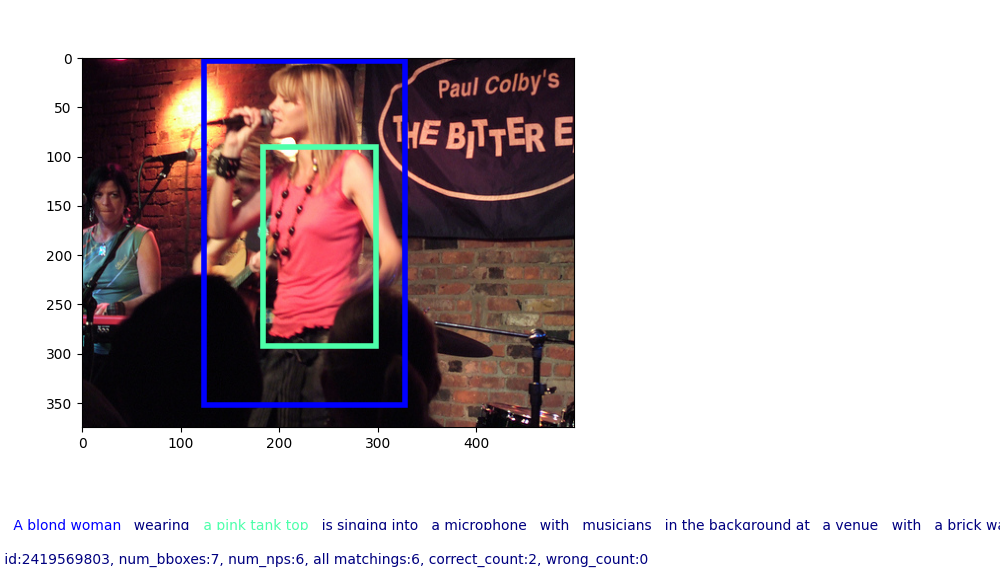 0
50
100
150
200
250
300
350
0 100 200 300 400
Paul Colby's
THE BITTER E
A blond woman wearing a pink tank top is singing into a microphone with musicians in the background at a venue with a brick wa
id:2419569803, num_bboxes:7, num_nps:6, all matchings:6, correct_count:2, wrong_count:0